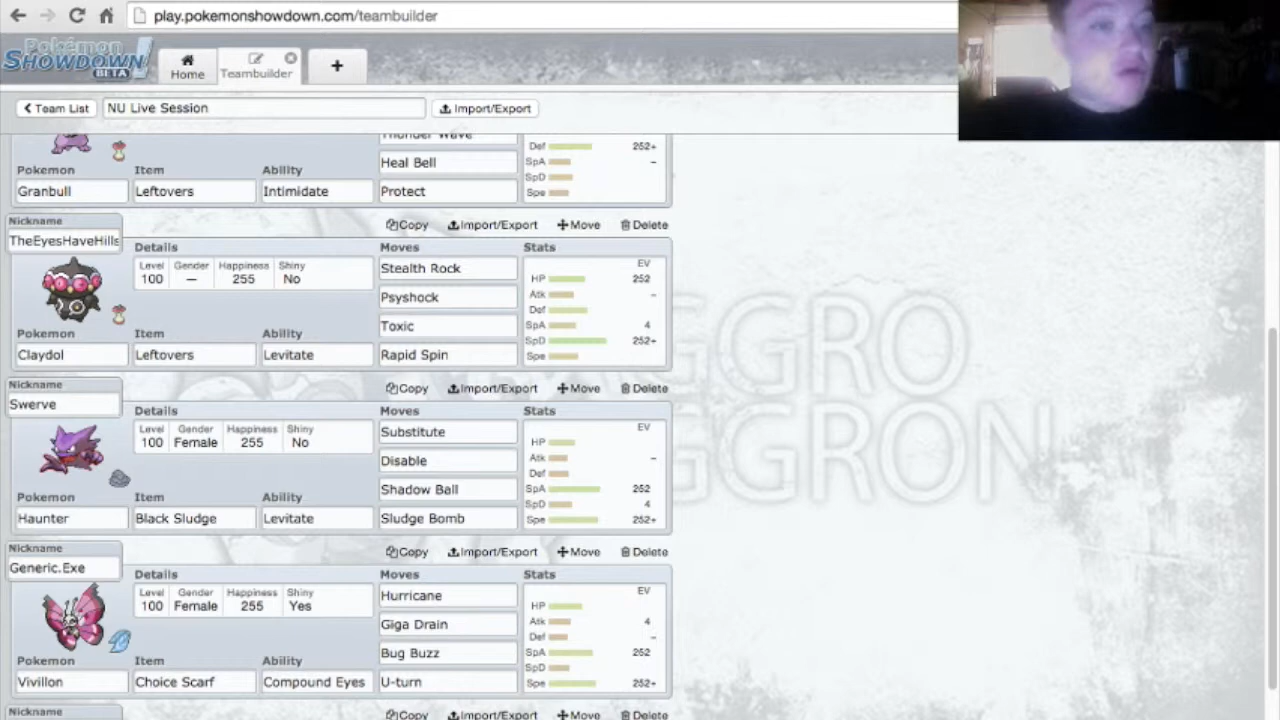 play.pokemonshowdown.com/teambuilder
Pokémon
SHOWDOWN!
BETA
Home
Teambuilder
+
Team List
NU Live Session
Import/Export
Thunder Wave
Def 252+
Heal Bell
SpA –
Pokemon Item Ability
SpD
Granbull Leftovers Intimidate Protect
Spe
Nickname
Copy Import/Export Move Delete
TheEyesHaveHills
Details Moves Stats
Level Gender Happiness Shiny
100 – 255 No
Stealth Rock
EV
HP 252
Psyshock
Atk –
Def
Toxic
SpA 4
Pokemon Item Ability
SpD 252+
Claydol Leftovers Levitate Rapid Spin
Spe
Nickname
Copy Import/Export Move Delete
Swerve
Details Moves Stats
Level Gender Happiness Shiny
100 Female 255 No
Substitute
EV
HP
Disable
Atk –
Def
Shadow Ball
SpA 252
Pokemon Item Ability
SpD 4
Haunter Black Sludge Levitate Sludge Bomb
Spe 252+
Nickname
Copy Import/Export Move Delete
Generic.Exe
Details Moves Stats
Level Gender Happiness Shiny
100 Female 255 Yes
Hurricane
EV
HP
Giga Drain
Atk 4
Def –
Bug Buzz
SpA 252
Pokemon Item Ability
SpD
Vivillon Choice Scarf Compound Eyes U-turn
Spe 252+
Nickname
Copy Import/Export Move Delete